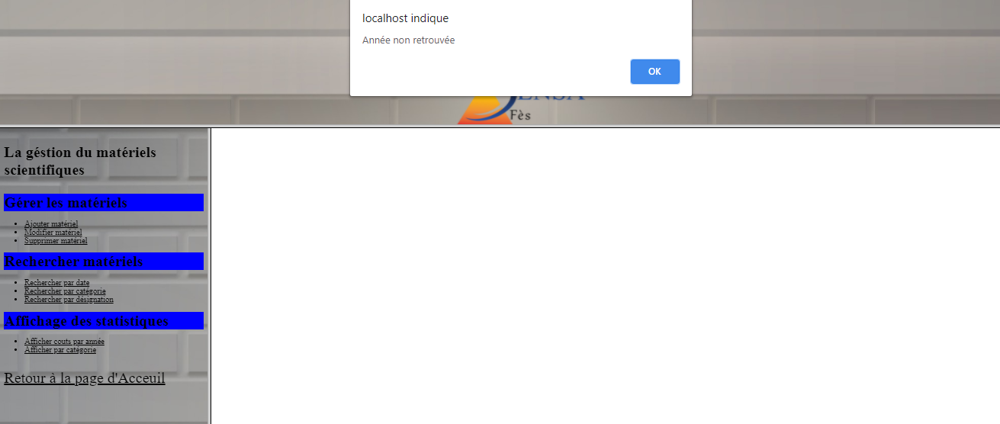 localhost indique
Année non retrouvée
OK
ENSA
Fès
La géstion du matériels
scientifiques
Gérer les matériels
Ajouter matériel
Modifier matériel
Supprimer matériel
Rechercher matériels
Rechercher par date
Rechercher par catégorie
Rechercher par désignation
Affichage des statistiques
Afficher couts par année
Afficher par catégorie
Retour à la page d'Acceuil